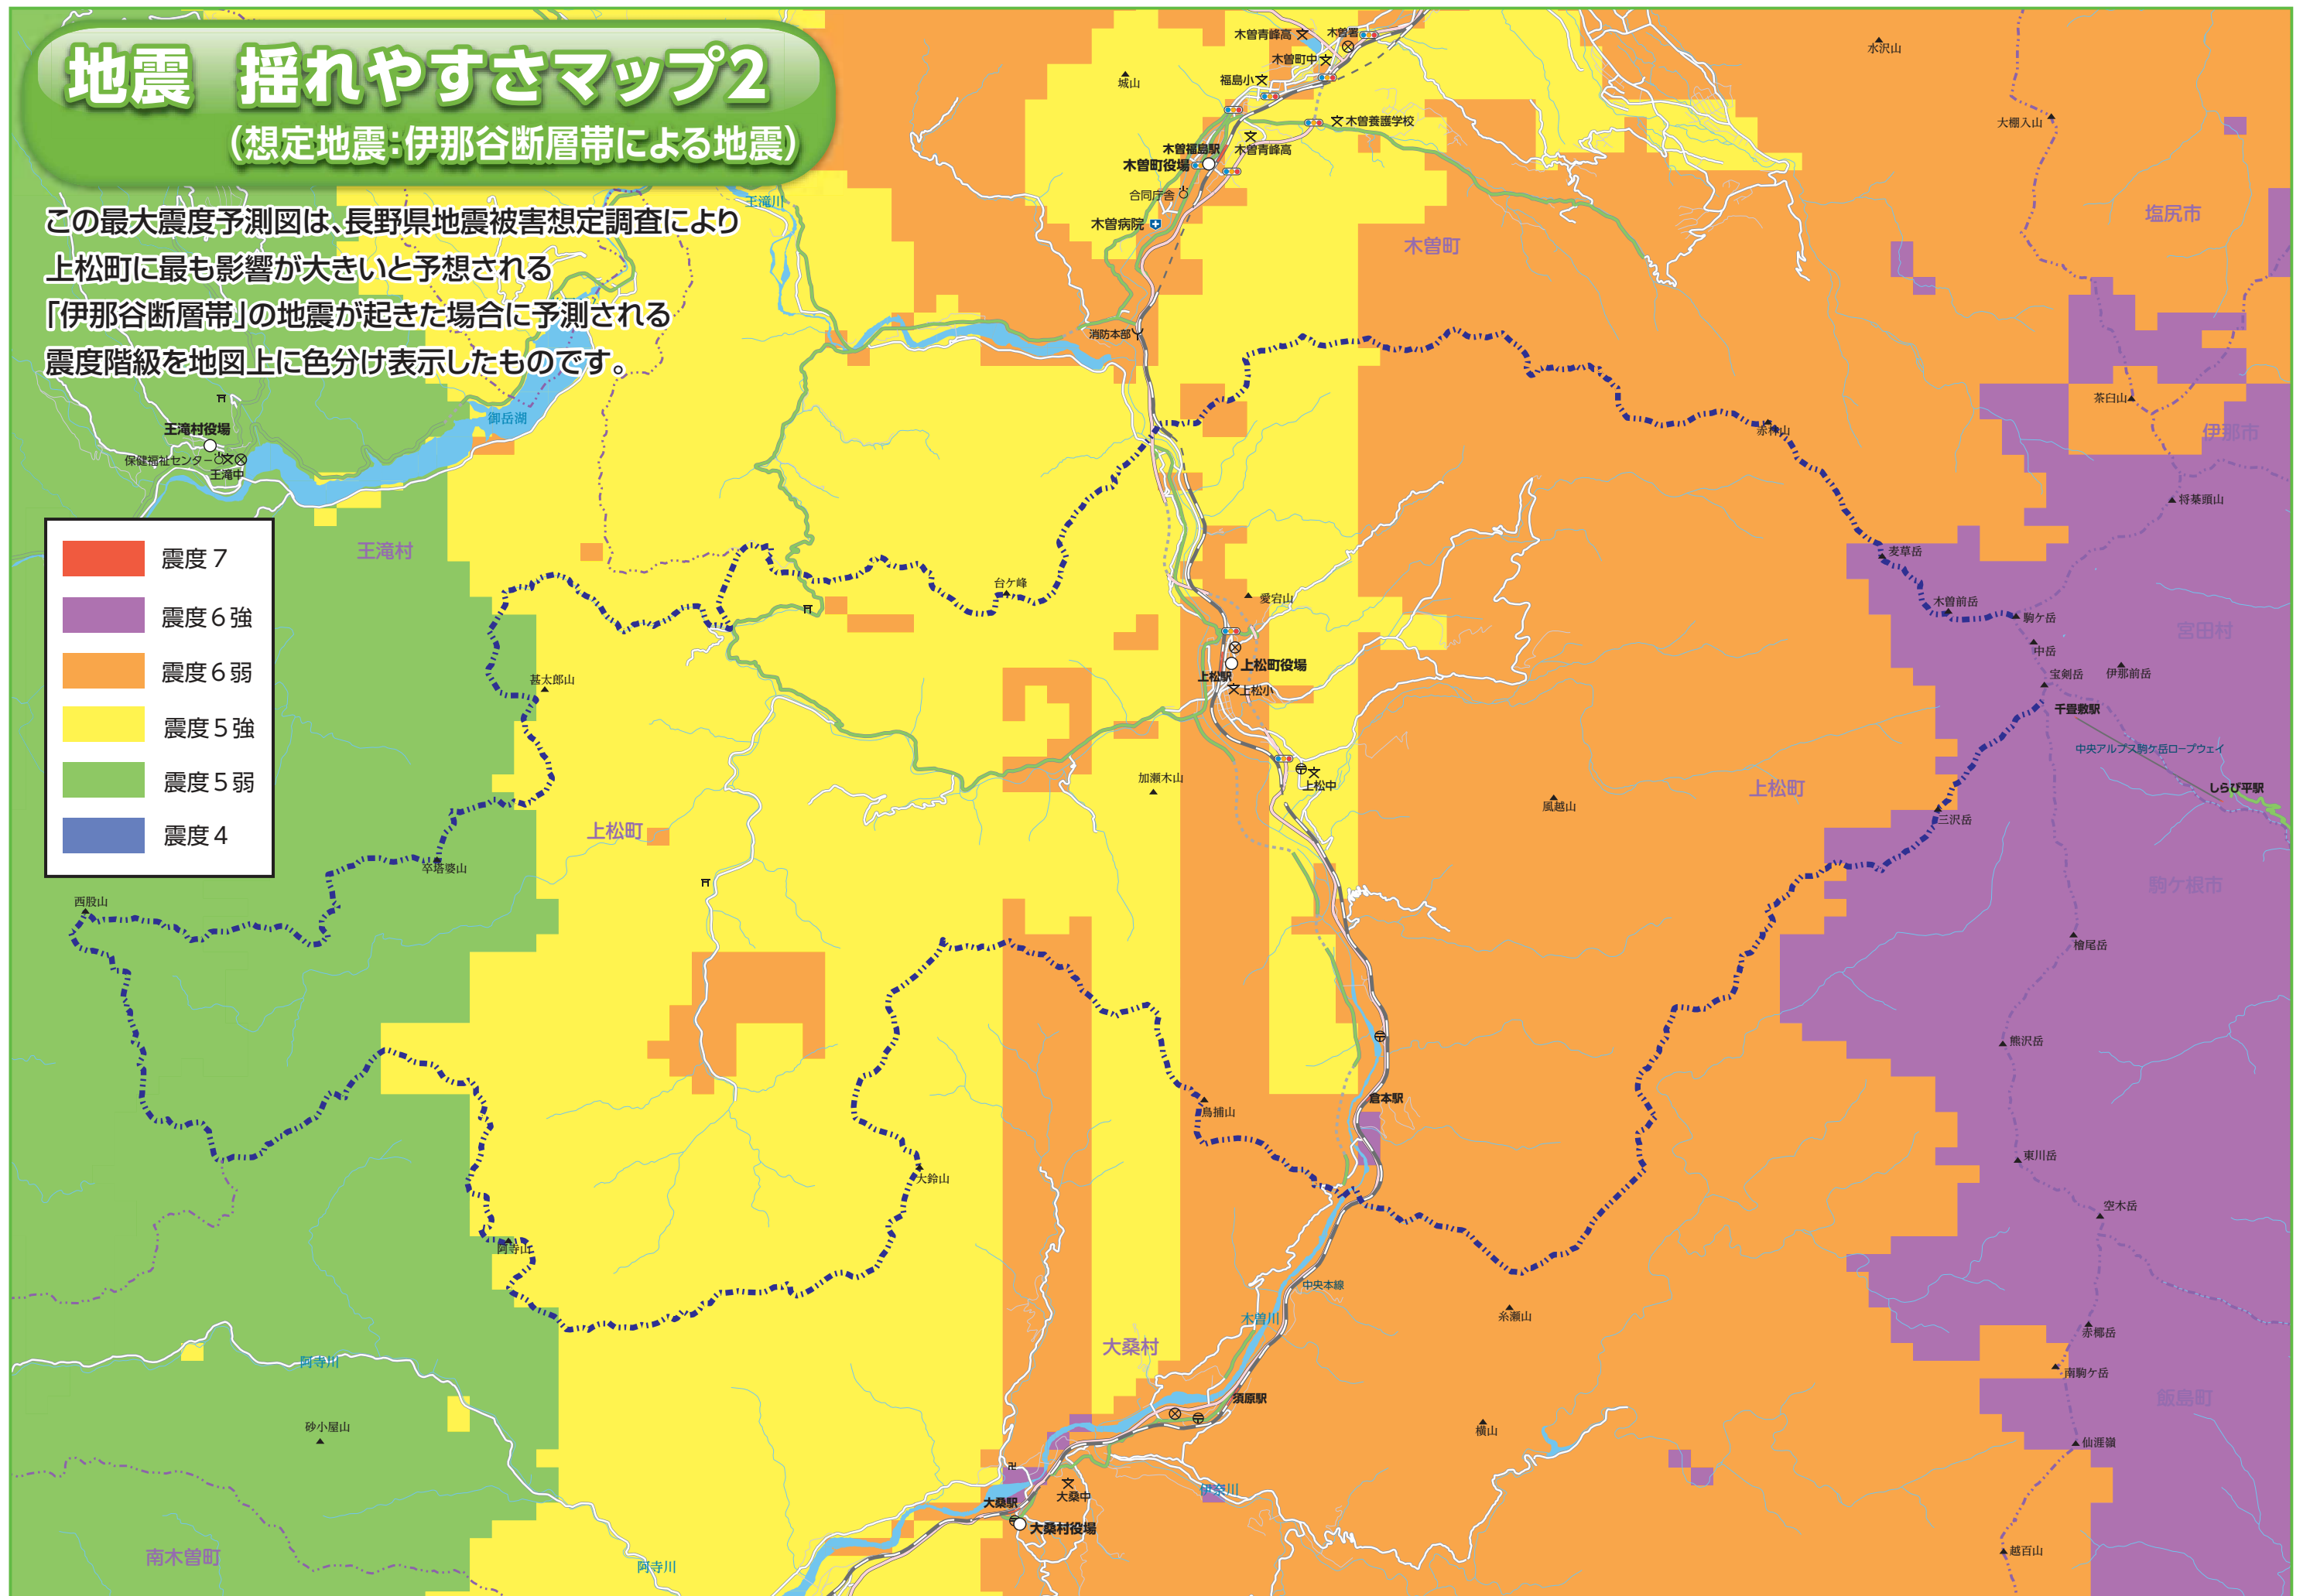 地震　揺れやすさマップ2
(想定地震:伊那谷断層帯による地震)
この最大震度予測図は、長野県地震被害想定調査により
上松町に最も影響が大きいと予想される
「伊那谷断層帯」の地震が起きた場合に予測される
震度階級を地図上に色分け表示したものです。
震度7
震度6強
震度6弱
震度5強
震度5弱
震度4
木曽青峰高
木曽署
木曽町中
福島小
城山
水沢山
大棚入山
木曽養護学校
木曽福島駅
木曽青峰高
木曽町役場
合同庁舎
木曽病院
王滝川
木曽町
塩尻市
消防本部
茶臼山
御岳湖
王滝村役場
保健福祉センター
王滝中
赤林山
伊那市
将棊頭山
王滝村
麦草岳
台ケ峰
愛宕山
木曽前岳
駒ケ岳
宮田村
中岳
上松町役場
上松駅
上松小
宝剣岳
伊那前岳
甚太郎山
千畳敷駅
中央アルプス駒ケ岳ロープウェイ
加瀬木山
上松中
風越山
上松町
しらび平駅
三沢岳
上松町
卒塔婆山
駒ケ根市
西股山
檜尾岳
熊沢岳
倉本駅
鳥捕山
東川岳
大鈴山
空木岳
阿寺山
中央本線
木曽川
糸瀬山
赤椰岳
大桑村
阿寺川
南駒ケ岳
須原駅
飯島町
砂小屋山
横山
仙涯嶺
伊奈川
大桑駅
大桑中
大桑村役場
南木曽町
阿寺川
越百山